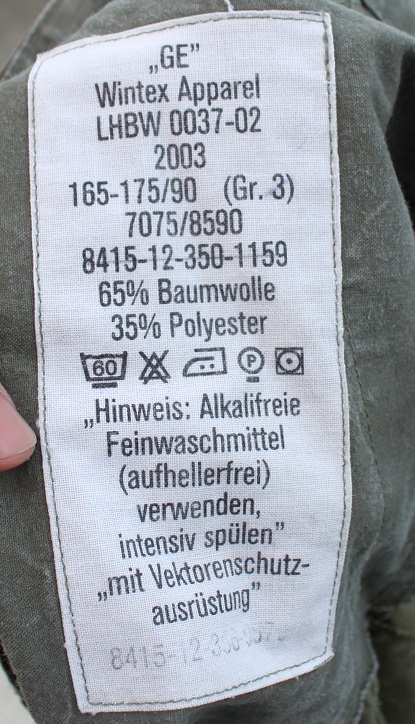 „GE”
Wintex Apparel
LHBW 0037-02
2003
165-175/90 (Gr. 3)
7075/8590
8415-12-350-1159
65% Baumwolle
35% Polyester
60 P
„Hinweis: Alkalifreie
Feinwaschmittel
(aufhellerfrei)
verwenden,
intensiv spülen”
„mit Vektorenschutz-
ausrüstung”